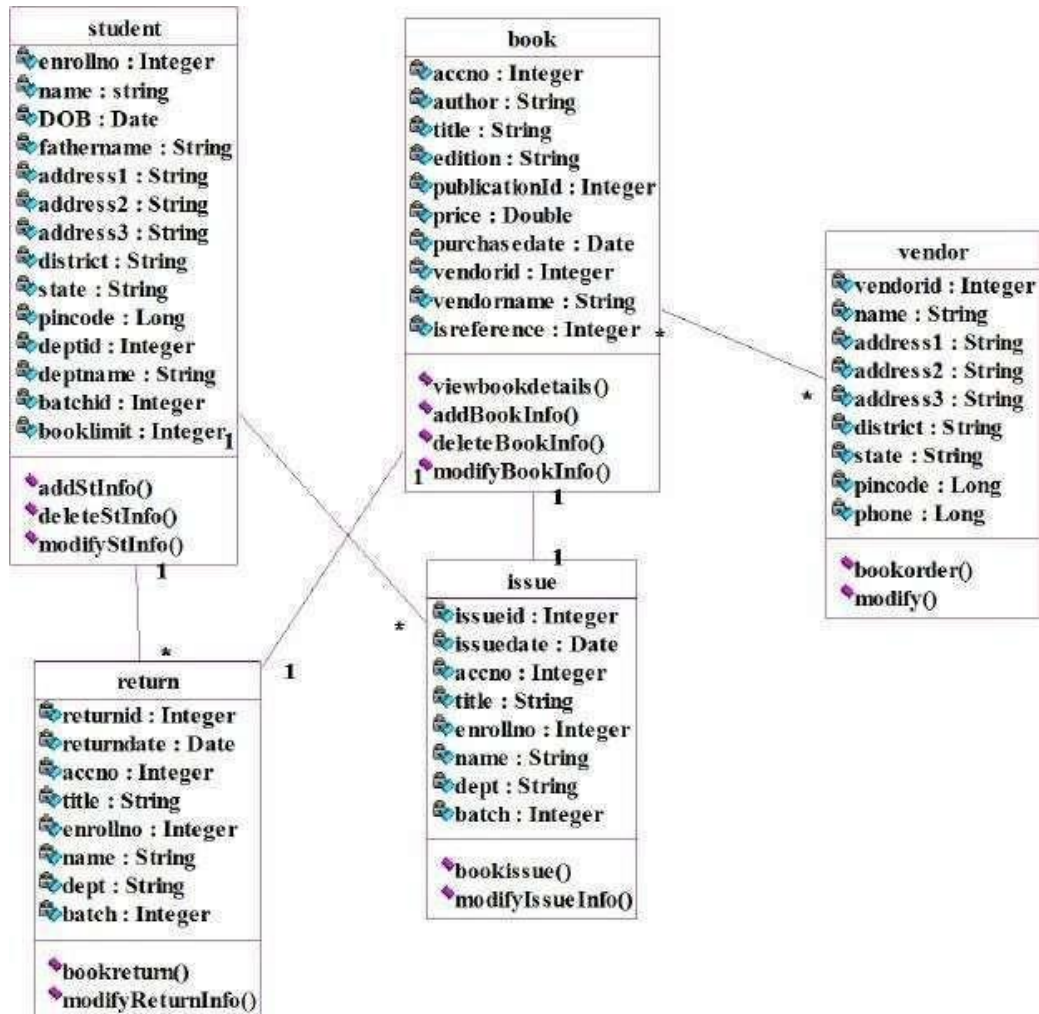 student
enrollno : Integer
name : string
DOB : Date
fathername : String
address1 : String
address2 : String
address3 : String
district : String
state : String
pincode : Long
deptid : Integer
deptname : String
batchid : Integer
booklimit : Integer
1
addStInfo()
deleteStInfo()
modifyStInfo()
1
book
accno : Integer
author : String
title : String
edition : String
publicationId : Integer
price : Double
purchasedate : Date
vendorid : Integer
vendorname : String
isreference : Integer
*
viewbookdetails()
addBookInfo()
deleteBookInfo()
modifyBookInfo()
1
1
vendor
vendorid : Integer
name : String
address1 : String
address2 : String
address3 : String
district : String
state : String
pincode : Long
phone : Long
*
bookorder()
modify()
*
1
return
returnid : Integer
returndate : Date
accno : Integer
title : String
enrollno : Integer
name : String
dept : String
batch : Integer
bookreturn()
modifyReturnInfo()
1
*
issue
issueid : Integer
issuedate : Date
accno : Integer
title : String
enrollno : Integer
name : String
dept : String
batch : Integer
bookissue()
modifyIssueInfo()